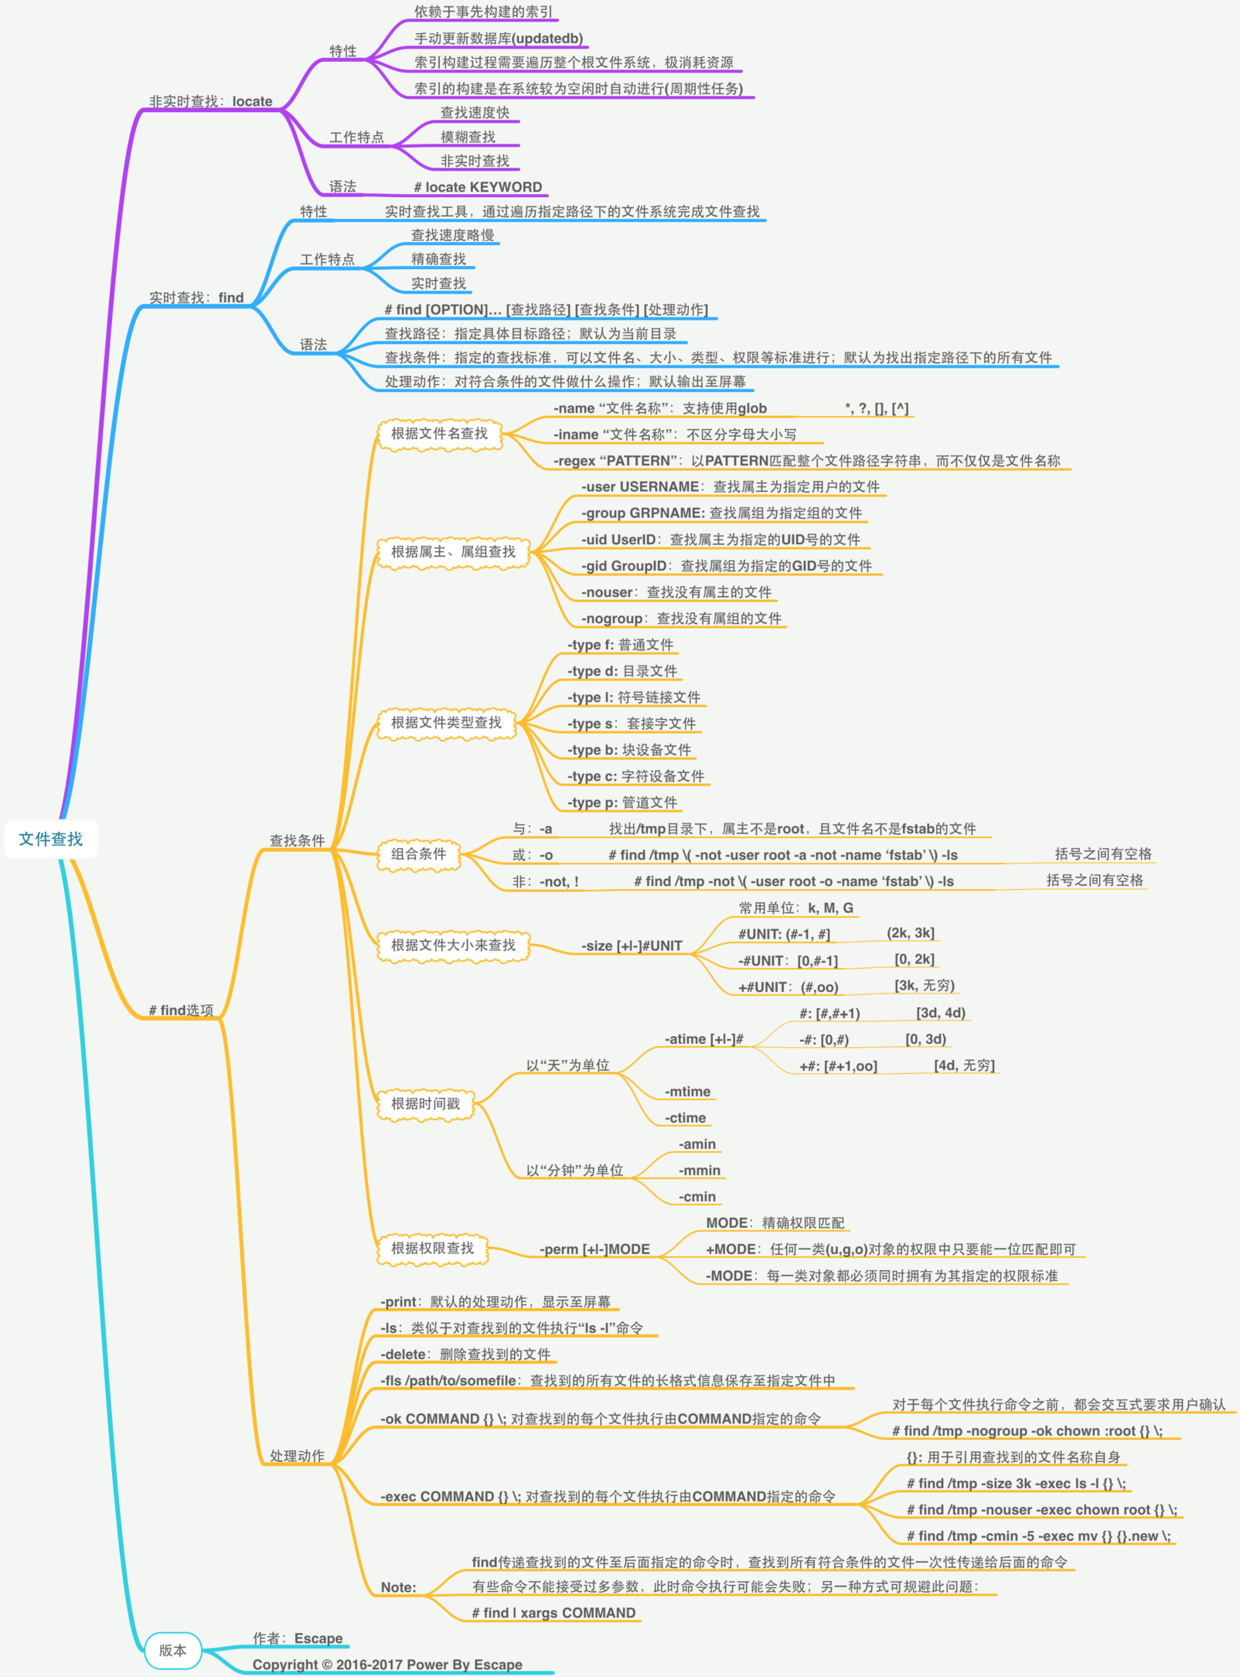 依赖于事先构建的索引
手动更新数据库(updatedb)
特性
索引构建过程需要遍历整个根文件系统，极消耗资源
索引的构建是在系统较为空闲时自动进行(周期性任务)
非实时查找：locate
查找速度快
工作特点
模糊查找
非实时查找
语法
# locate KEYWORD
特性
实时查找工具，通过遍历指定路径下的文件系统完成文件查找
查找速度略慢
工作特点
精确查找
实时查找
实时查找：find
# find [OPTION]... [查找路径] [查找条件] [处理动作]
查找路径：指定具体目标路径；默认为当前目录
语法
查找条件：指定的查找标准，可以文件名、大小、类型、权限等标准进行；默认为找出指定路径下的所有文件
处理动作：对符合条件的文件做什么操作；默认输出至屏幕
-name “文件名称”：支持使用glob
*, ?, [], [^]
根据文件名查找
-iname “文件名称”：不区分字母大小写
-regex “PATTERN”：以PATTERN匹配整个文件路径字符串，而不仅仅是文件名称
-user USERNAME：查找属主为指定用户的文件
-group GRPNAME: 查找属组为指定组的文件
-uid UserID：查找属主为指定的UID号的文件
根据属主、属组查找
-gid GroupID：查找属组为指定的GID号的文件
-nouser：查找没有属主的文件
-nogroup：查找没有属组的文件
-type f: 普通文件
-type d: 目录文件
-type l: 符号链接文件
根据文件类型查找
-type s：套接字文件
-type b: 块设备文件
-type c: 字符设备文件
-type p: 管道文件
文件查找
查找条件
与：-a
找出/tmp目录下，属主不是root，且文件名不是fstab的文件
组合条件
或：-o
# find /tmp \( -not -user root -a -not -name ‘fstab’ \) -ls
括号之间有空格
非：-not, !
# find /tmp -not \( -user root -o -name ‘fstab’ \) -ls
括号之间有空格
常用单位：k, M, G
#UNIT: (#-1, #]
(2k, 3k]
根据文件大小来查找
-size [+|-]#UNIT
-#UNIT：[0,#-1]
[0, 2k]
+#UNIT：(#,oo)
[3k, 无穷)
# find选项
#: [#,#+1)
[3d, 4d)
-atime [+|-]#
-#: [0,#)
[0, 3d)
+#: [#+1,oo]
[4d, 无穷]
以“天”为单位
-mtime
-ctime
根据时间戳
-amin
以“分钟”为单位
-mmin
-cmin
MODE：精确权限匹配
根据权限查找
-perm [+|-]MODE
+MODE：任何一类(u,g,o)对象的权限中只要能一位匹配即可
-MODE：每一类对象都必须同时拥有为其指定的权限标准
-print：默认的处理动作，显示至屏幕
-ls：类似于对查找到的文件执行“ls -l”命令
-delete：删除查找到的文件
-fls /path/to/somefile：查找到的所有文件的长格式信息保存至指定文件中
对于每个文件执行命令之前，都会交互式要求用户确认
-ok COMMAND {} \; 对查找到的每个文件执行由COMMAND指定的命令
# find /tmp -nogroup -ok chown :root {} \;
处理动作
{}: 用于引用查找到的文件名称自身
# find /tmp -size 3k -exec ls -l {} \;
-exec COMMAND {} \; 对查找到的每个文件执行由COMMAND指定的命令
# find /tmp -nouser -exec chown root {} \;
# find /tmp -cmin -5 -exec mv {} {}.new \;
find传递查找到的文件至后面指定的命令时，查找到所有符合条件的文件一次性传递给后面的命令
Note:
有些命令不能接受过多参数，此时命令执行可能会失败；另一种方式可规避此问题：
# find | xargs COMMAND
作者：Escape
版本
Copyright © 2016-2017 Power By Escape